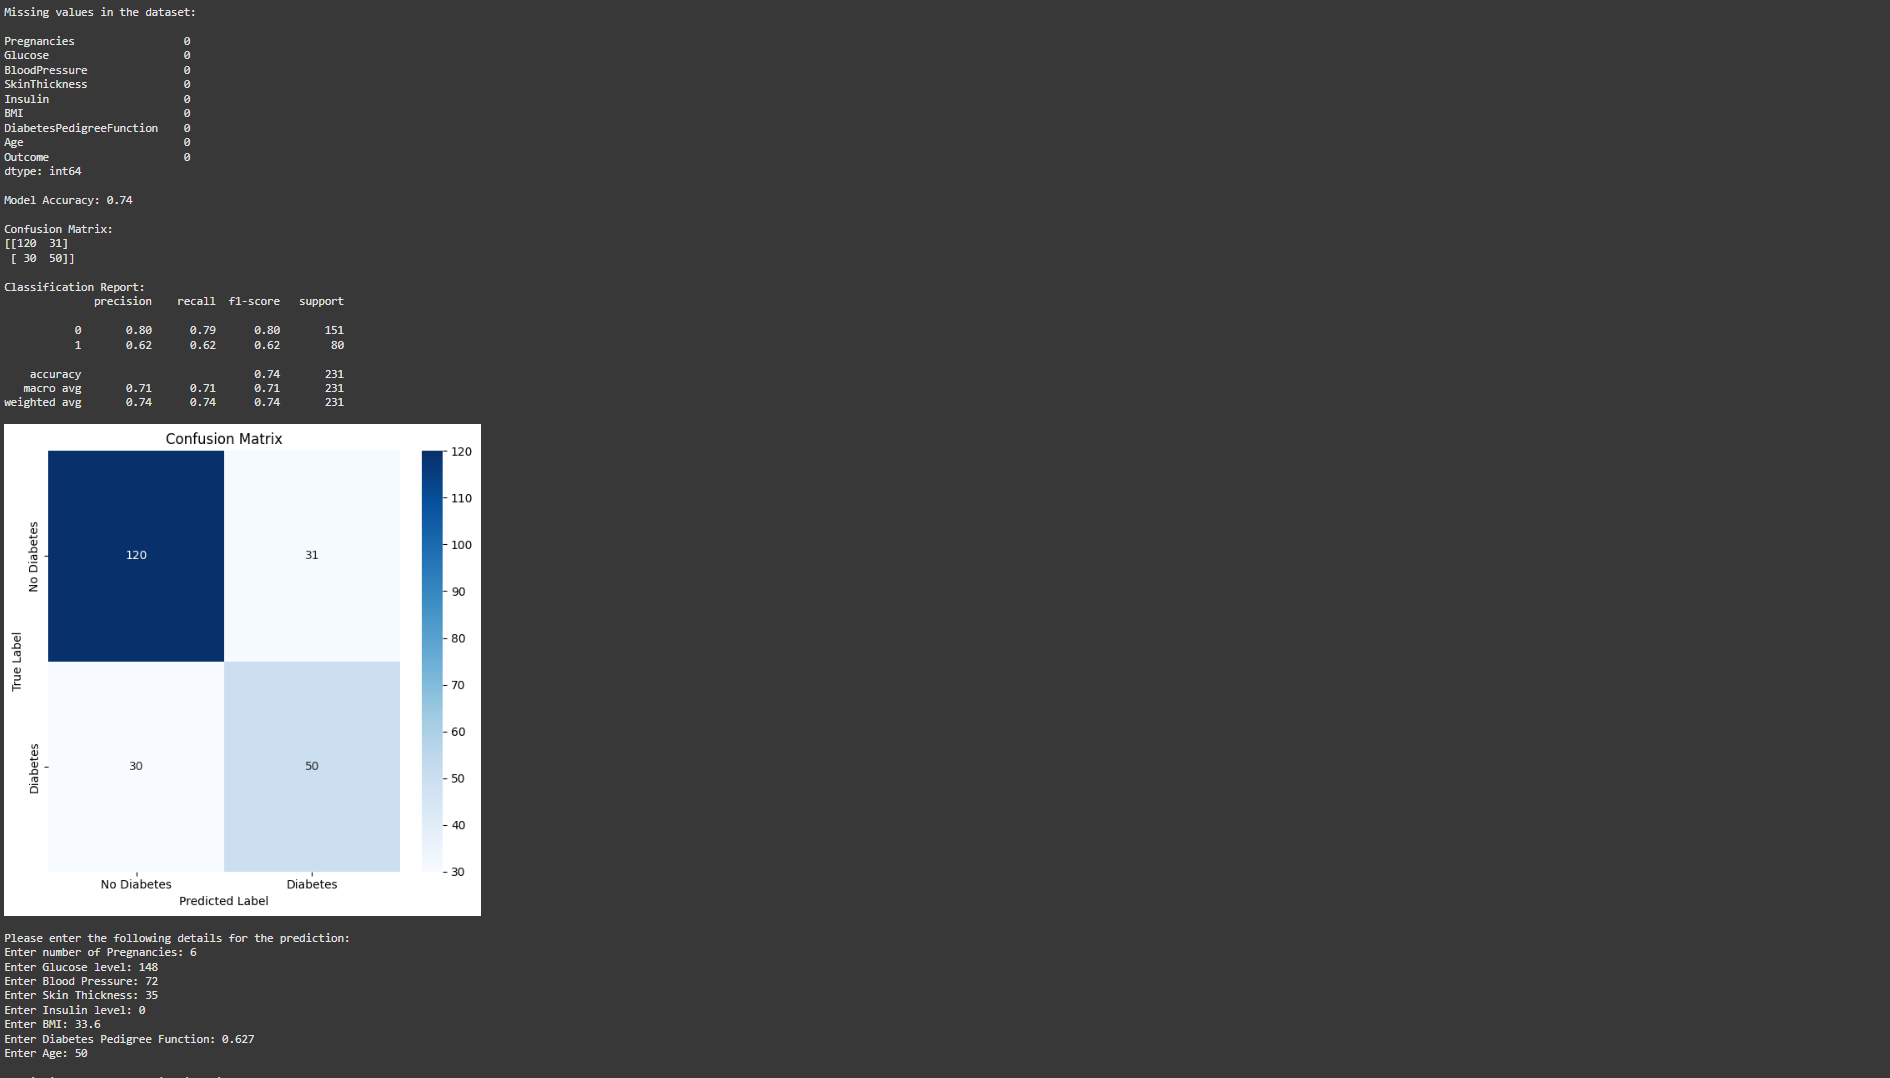 Missing values in the dataset:
Pregnancies 0
Glucose 0
BloodPressure 0
SkinThickness 0
Insulin 0
BMI 0
DiabetesPedigreeFunction 0
Age 0
Outcome 0
dtype: int64
Model Accuracy: 0.74
Confusion Matrix:
[[120 31]
[ 30 50]]
Classification Report:
precision recall f1-score support
0 0.80 0.79 0.80 151
1 0.62 0.62 0.62 80
accuracy 0.74 231
macro avg 0.71 0.71 0.71 231
weighted avg 0.74 0.74 0.74 231
Confusion Matrix
True Label
No Diabetes
120 31
Diabetes
30 50
No Diabetes Diabetes
Predicted Label
120
110
100
90
80
70
60
50
40
30
Please enter the following details for the prediction:
Enter number of Pregnancies: 6
Enter Glucose level: 148
Enter Blood Pressure: 72
Enter Skin Thickness: 35
Enter Insulin level: 0
Enter BMI: 33.6
Enter Diabetes Pedigree Function: 0.627
Enter Age: 50